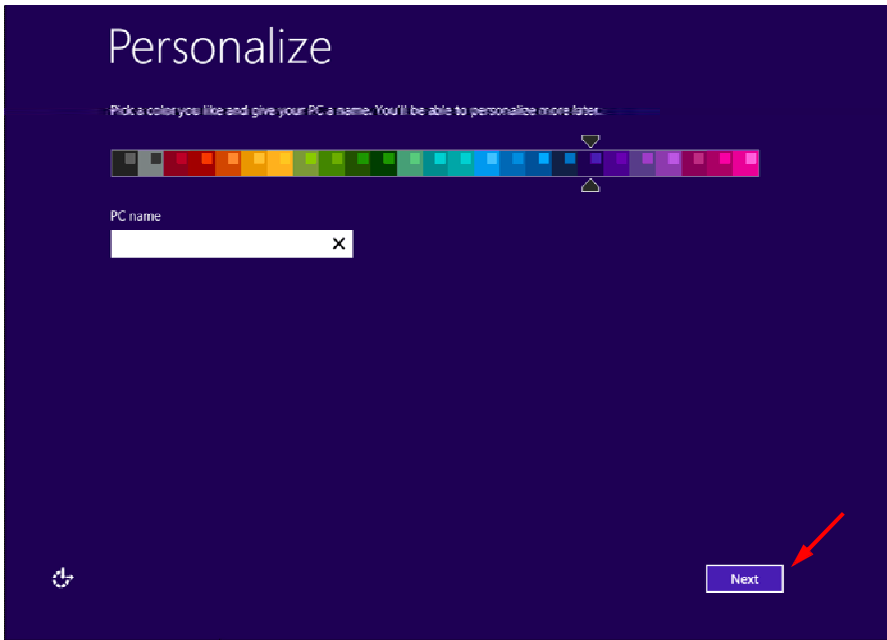 Personalize
Pick a color you like and give your PC a name. You'll be able to personalize more later.
PC name
Next